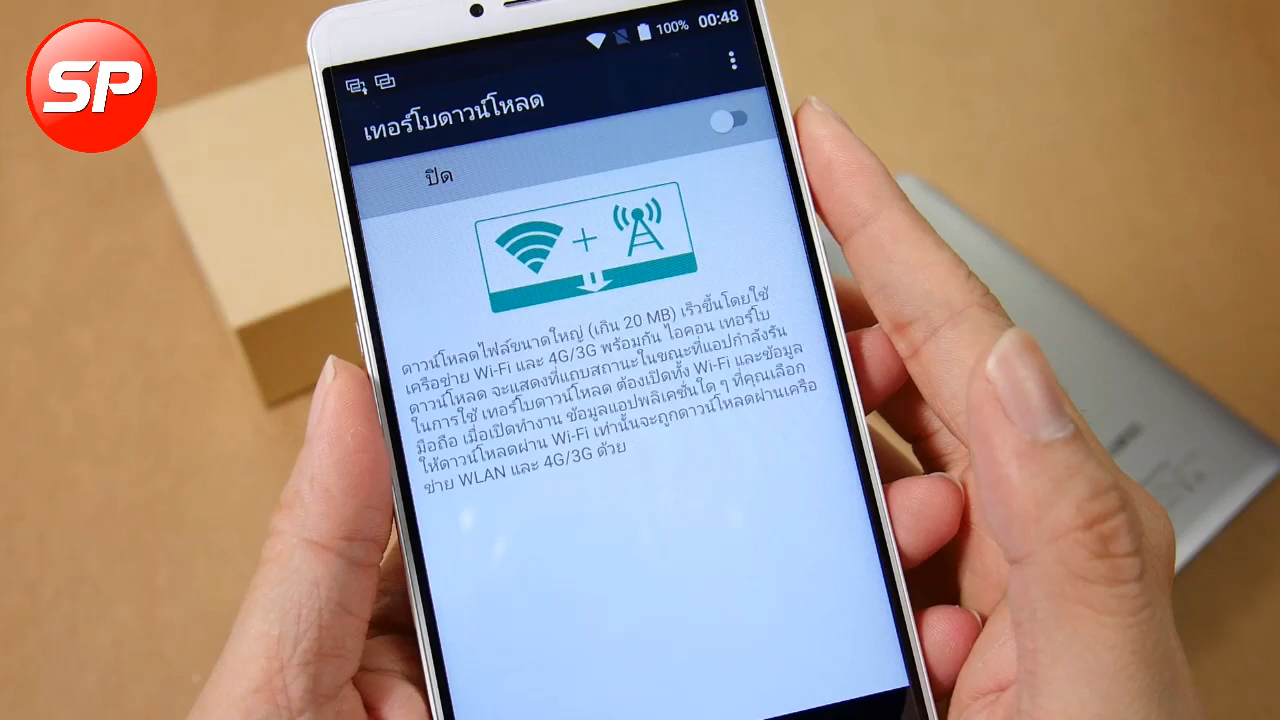 SP
100% 00:48
เทอร์โบดาวน์โหลด
ปิด
ดาวน์โหลดไฟล์ขนาดใหญ่ (เกิน 20 MB) เร็วขึ้นโดยใช้
เครือข่าย Wi-Fi และ 4G/3G พร้อมกัน ไอคอน เทอร์โบ
ดาวน์โหลด จะแสดงที่แถบสถานะในขณะที่แอปกำลังรัน
ในการใช้ เทอร์โบดาวน์โหลด ต้องเปิดทั้ง Wi-Fi และข้อมูล
มือถือ เมื่อเปิดทำงาน ข้อมูลแอปพลิเคชั่นใด ๆ ที่คุณเลือก
ให้ดาวน์โหลดผ่าน Wi-Fi เท่านั้นจะถูกดาวน์โหลดผ่านเครือ
ข่าย WLAN และ 4G/3G ด้วย